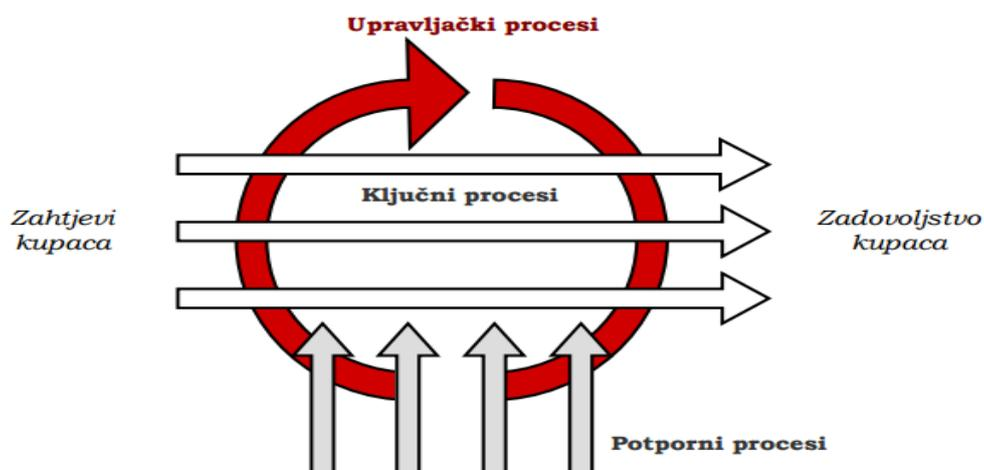 Upravljački procesi
Ključni procesi
Zahtjevi
kupaca
Zadovoljstvo
kupaca
Potporni procesi